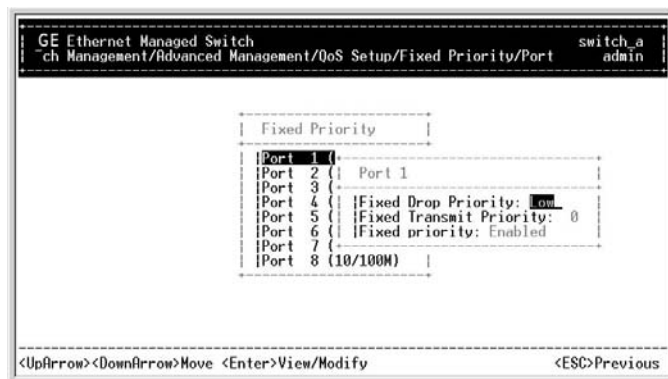 GE Ethernet Managed Switch switch_a
_ch Management/Advanced Management/QoS Setup/Fixed Priority/Port admin
Fixed Priority
Port 1 (
Port 2 ( Port 1
Port 3 (
Port 4 ( Fixed Drop Priority: Low
Port 5 ( Fixed Transmit Priority: 0
Port 6 ( Fixed priority: Enabled
Port 7 (
Port 8 (10/100M)
<UpArrow><DownArrow>Move <Enter>View/Modify <ESC>Previous